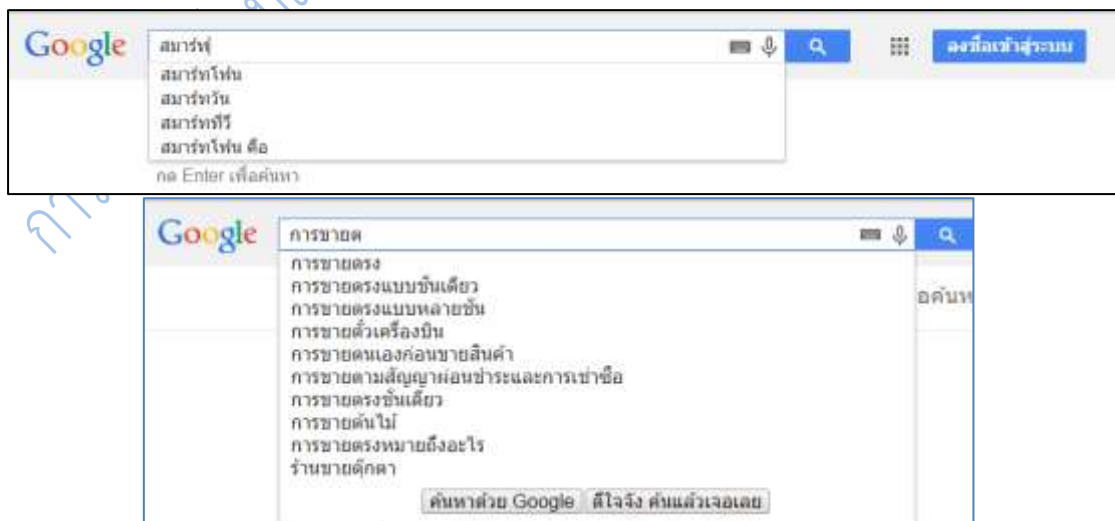 Google สมาร์ทฺ ลงชื่อเข้าสู่ระบบ
สมาร์ทโฟน
สมาร์ทวัน
สมาร์ททีวี
สมาร์ทโฟน คือ
กด Enter เพื่อค้นหา
Google การขายต
การขายตรง
การขายตรงแบบชั้นเดียว
การขายตรงแบบหลายชั้น
การขายตั๋วเครื่องบิน
การขายตนเองก่อนขายสินค้า
การขายตามสัญญาผ่อนชำระและการเช่าซื้อ
การขายตรงชั้นเดียว
การขายต้นไม้
การขายตรงหมายถึงอะไร
ร้านขายตุ๊กตา
ค้นหาด้วย Google ดีใจจัง ค้นแล้วเจอเลย